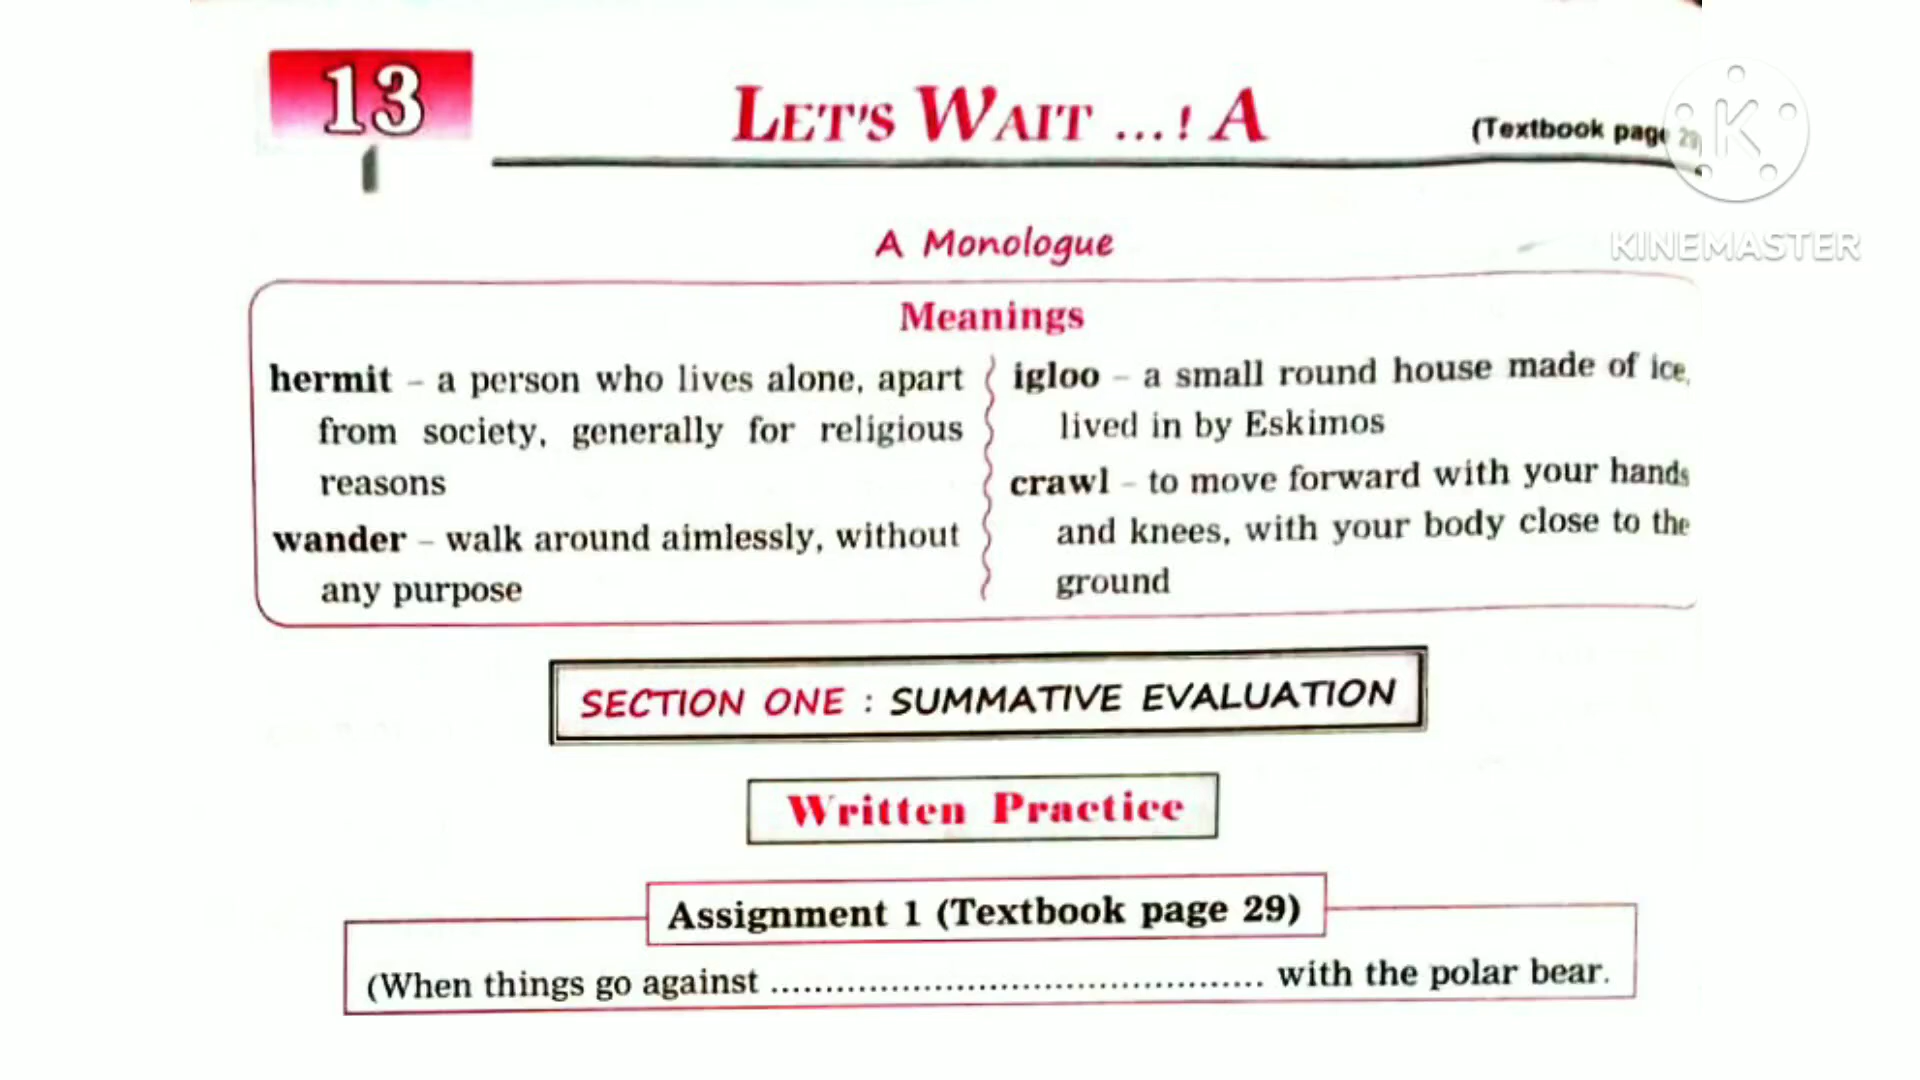 13
LET'S WAIT ...! A
(Textbook page 29)
K
KINEMASTER
A Monologue
Meanings
hermit – a person who lives alone, apart
from society, generally for religious
reasons
wander – walk around aimlessly, without
any purpose
igloo – a small round house made of ice,
lived in by Eskimos
crawl – to move forward with your hands
and knees, with your body close to the
ground
SECTION ONE : SUMMATIVE EVALUATION
Written Practice
Assignment 1 (Textbook page 29)
(When things go against ............................................. with the polar bear.